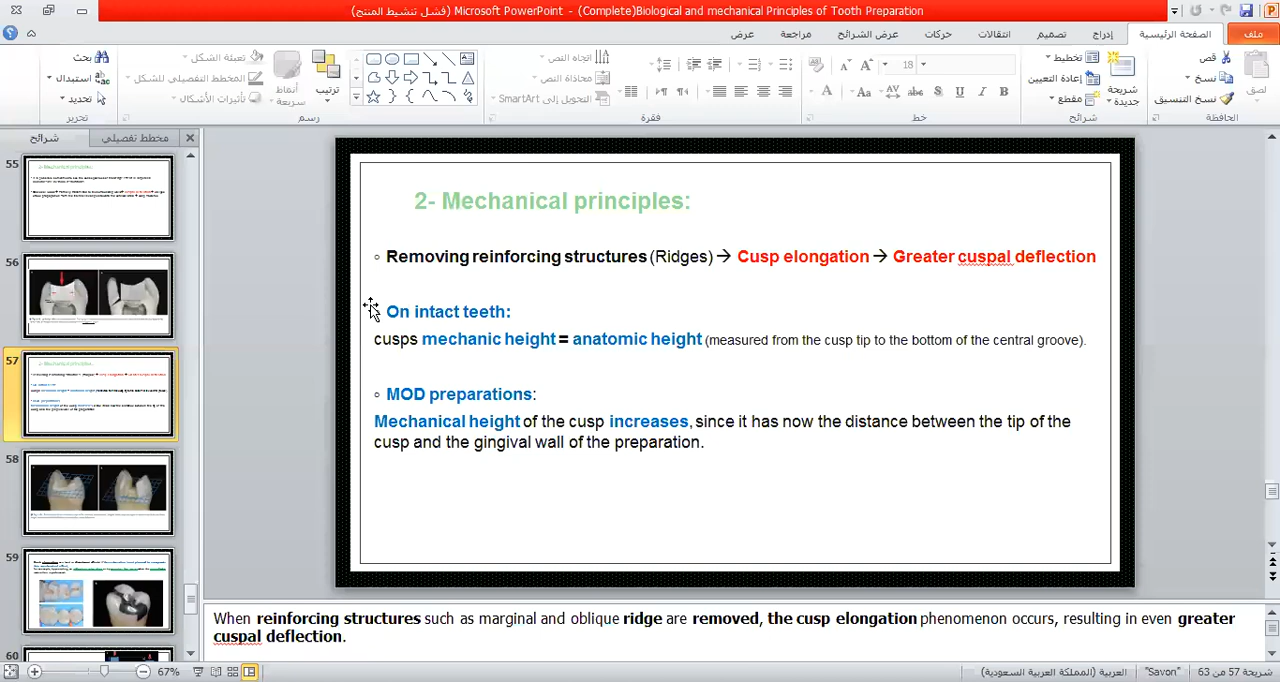 (فشل تنشيط المنتج) Microsoft PowerPoint - (Complete)Biological and mechanical Principles of Tooth Preparation
ملف
الصفحة الرئيسية
إدراج
تصميم
انتقالات
حركات
عرض الشرائح
مراجعة
عرض
لصق
قص
نسخ
نسخ التنسيق
الحافظة
شريحة جديدة
تخطيط
إعادة التعيين
مقطع
شرائح
18
خط
اتجاه النص
محاذاة النص
التحويل إلى SmartArt
فقرة
ترتيب
أنماط سريعة
تعبئة الشكل
المخطط التفصيلي للشكل
تأثيرات الشكل
رسم
بحث
استبدال
تحديد
تحرير
شرائح
مخطط تفصيلي
55
56
57
58
59
60
2- Mechanical principles:
Removing reinforcing structures (Ridges) → Cusp elongation → Greater cuspal deflection
On intact teeth:
cusps mechanic height = anatomic height (measured from the cusp tip to the bottom of the central groove).
MOD preparations:
Mechanical height of the cusp increases, since it has now the distance between the tip of the
cusp and the gingival wall of the preparation.
When reinforcing structures such as marginal and oblique ridge are removed, the cusp elongation phenomenon occurs, resulting in even greater
cuspal deflection.
شريحة 57 من 63
"Savon"
العربية (المملكة العربية السعودية)
67%